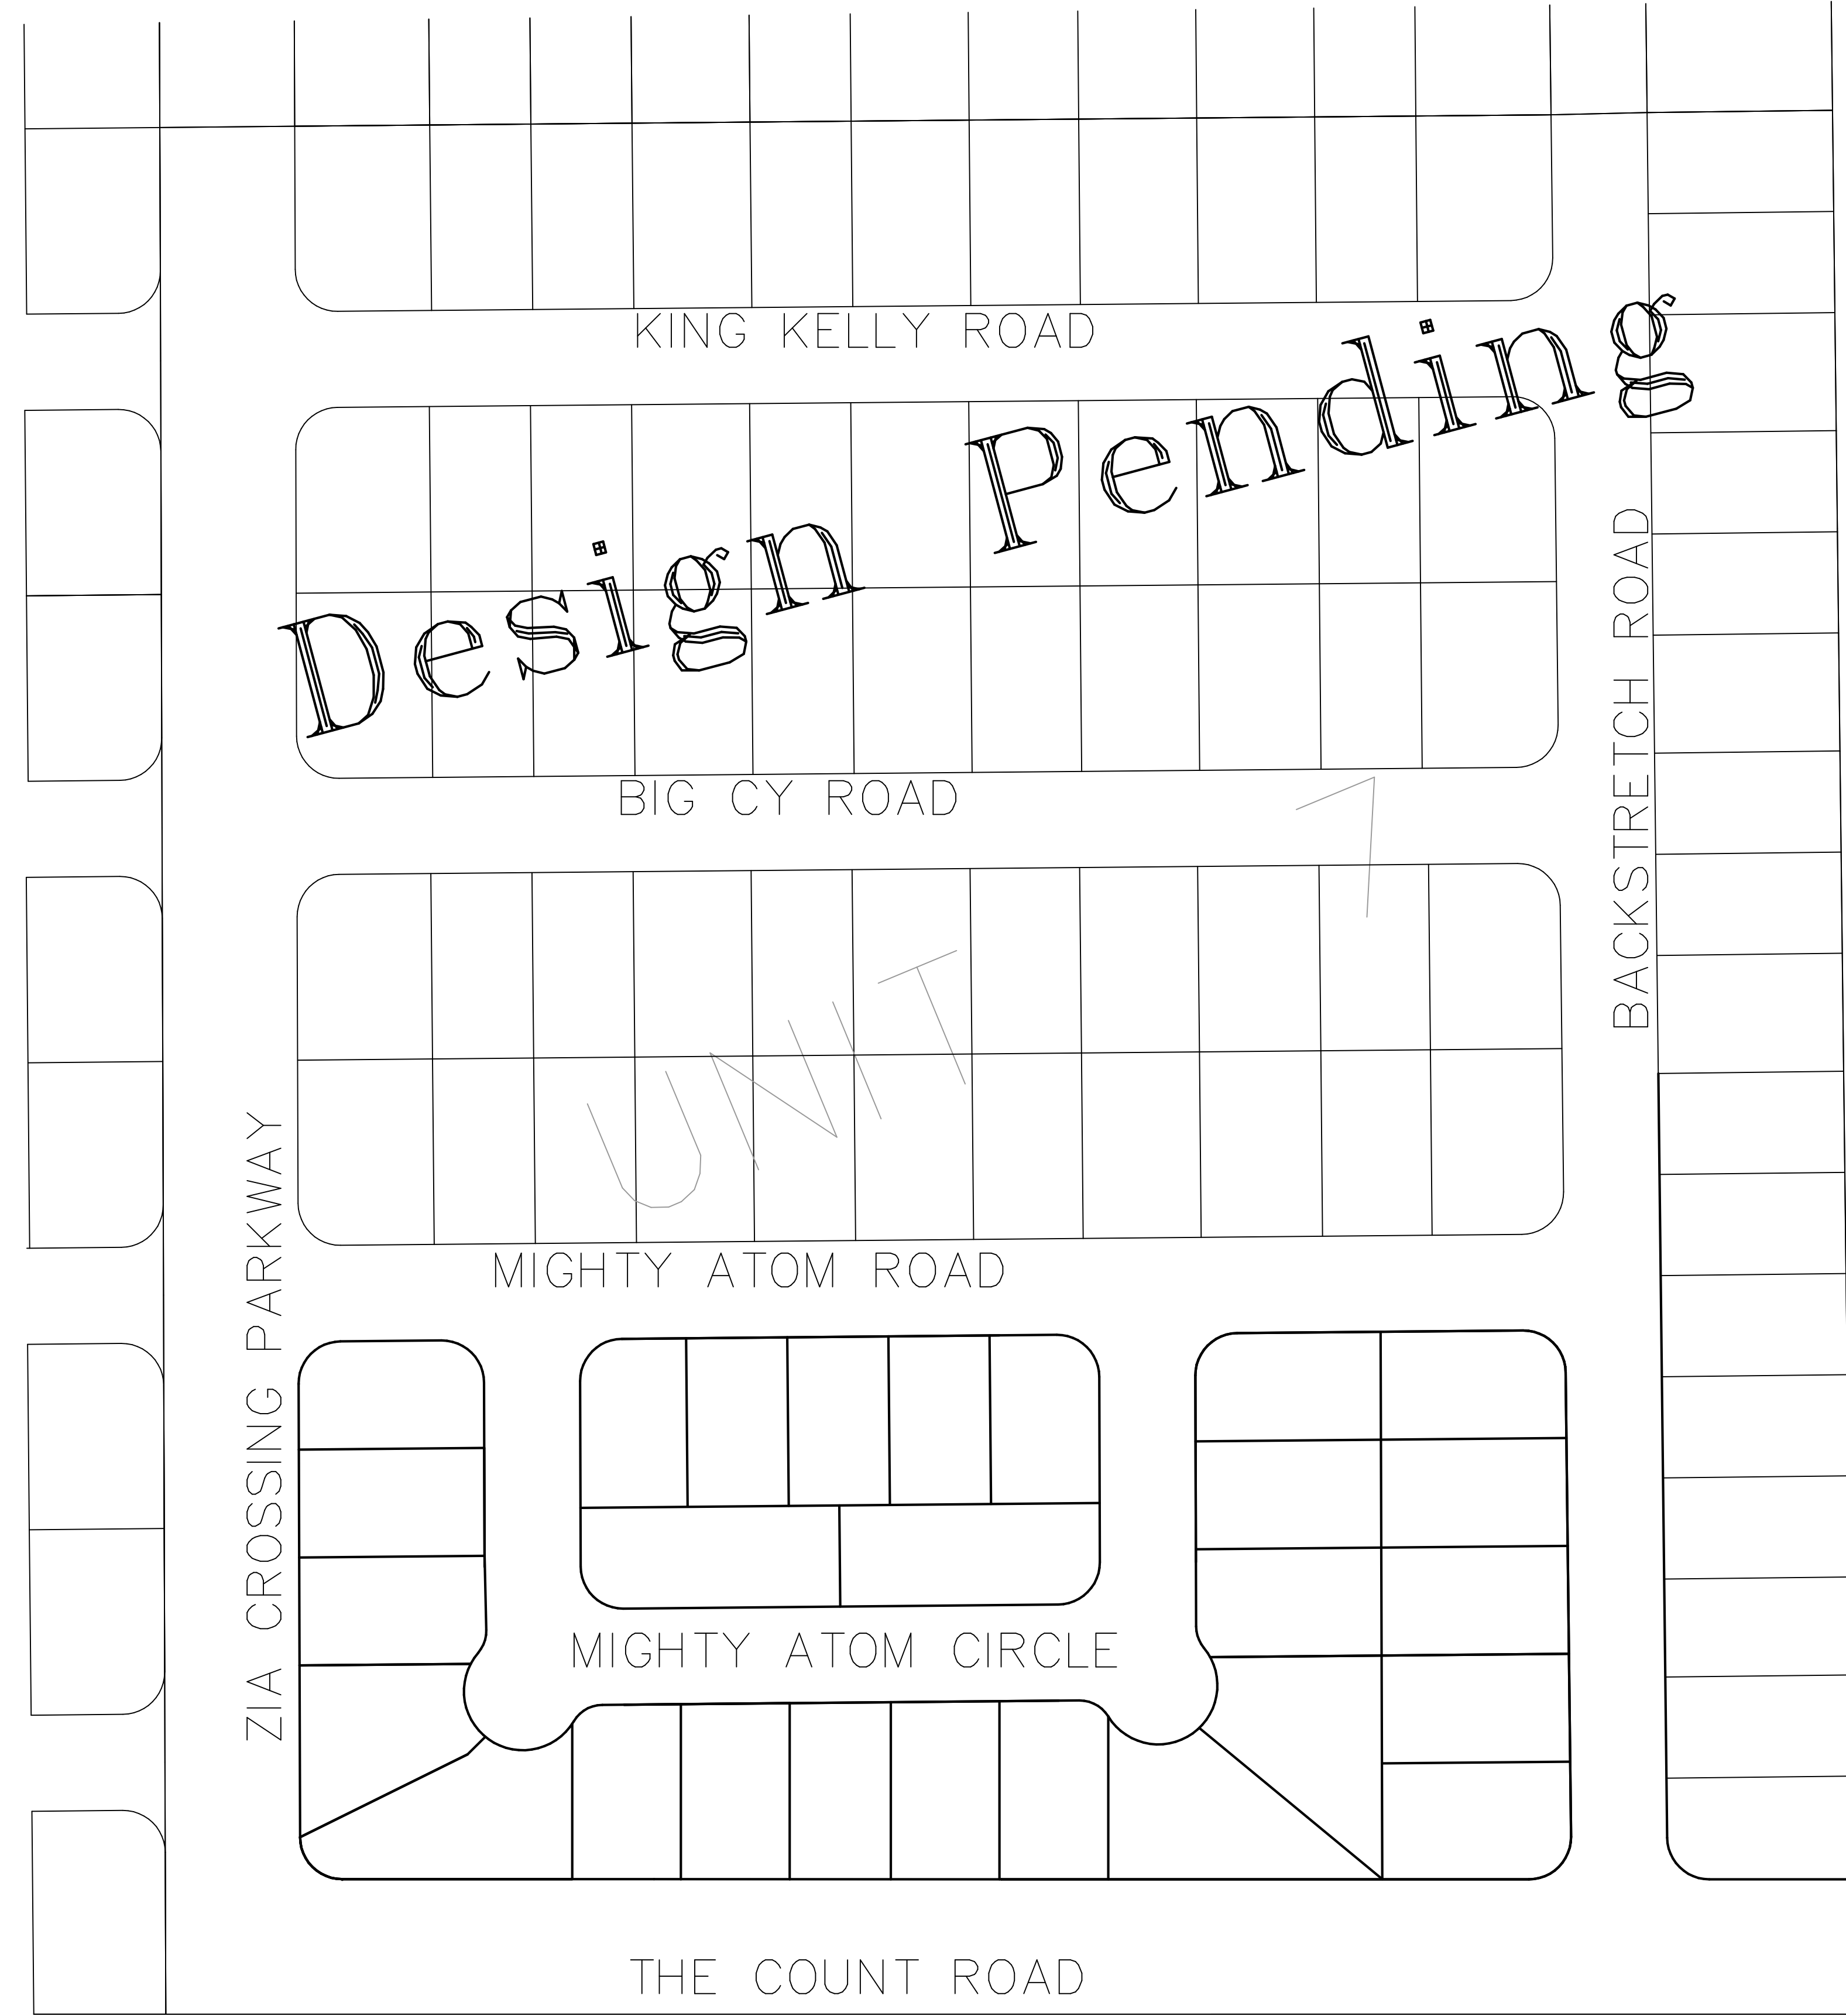 KING KELLY ROAD
Design Pending
BIG CY ROAD
BACKSTRETCH ROAD
UNIT 7
MIGHTY ATOM ROAD
ZIA CROSSING PARKWAY
MIGHTY ATOM CIRCLE
THE COUNT ROAD